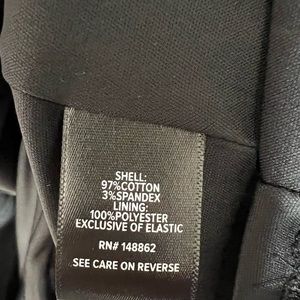 SHELL:
97%COTTON
3%SPANDEX
LINING:
100%POLYESTER
EXCLUSIVE OF ELASTIC
RN# 148862
SEE CARE ON REVERSE